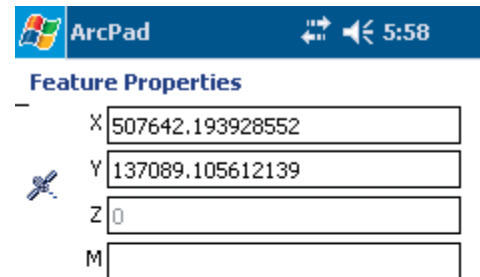 ArcPad 5:58
Feature Properties
X 507642.193928552
Y 137089.105612139
Z 0
M